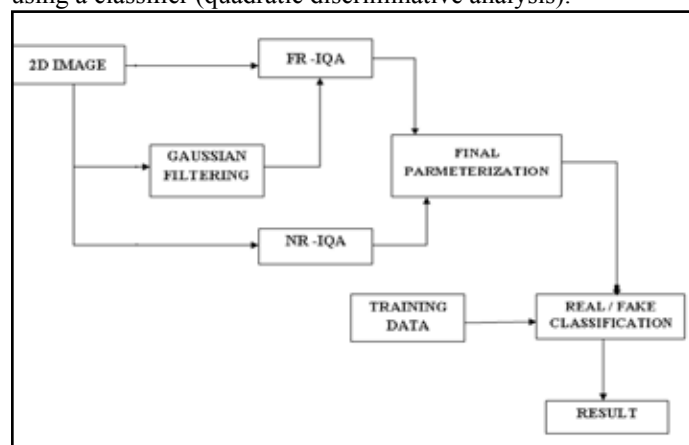 using a classifier (quadratic discriminative analysis).
2D IMAGE
FR -IQA
GAUSSIAN
FILTERING
FINAL
PARMETERIZATION
NR -IQA
TRAINING
DATA
REAL / FAKE
CLASSIFICATION
RESULT